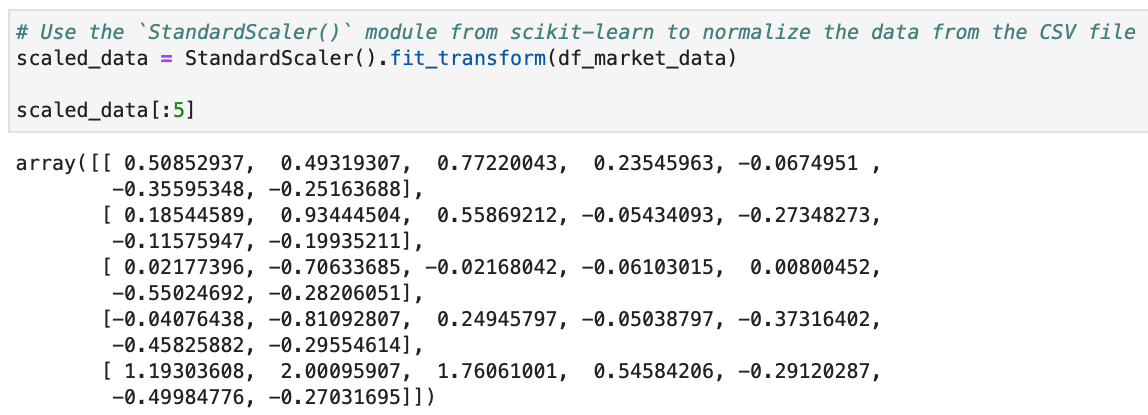 # Use the `StandardScaler()` module from scikit-learn to normalize the data from the CSV file
scaled_data = StandardScaler().fit_transform(df_market_data)
scaled_data[:5]
array([[ 0.50852937,  0.49319307,  0.77220043,  0.23545963, -0.0674951 ,
        -0.35595348, -0.25163688],
       [ 0.18544589,  0.93444504,  0.55869212, -0.05434093, -0.27348273,
        -0.11575947, -0.19935211],
       [ 0.02177396, -0.70633685, -0.02168042, -0.06103015,  0.00800452,
        -0.55024692, -0.28206051],
       [-0.04076438, -0.81092807,  0.24945797, -0.05038797, -0.37316402,
        -0.45825882, -0.29554614],
       [ 1.19303608,  2.00095907,  1.76061001,  0.54584206, -0.29120287,
        -0.49984776, -0.27031695]])